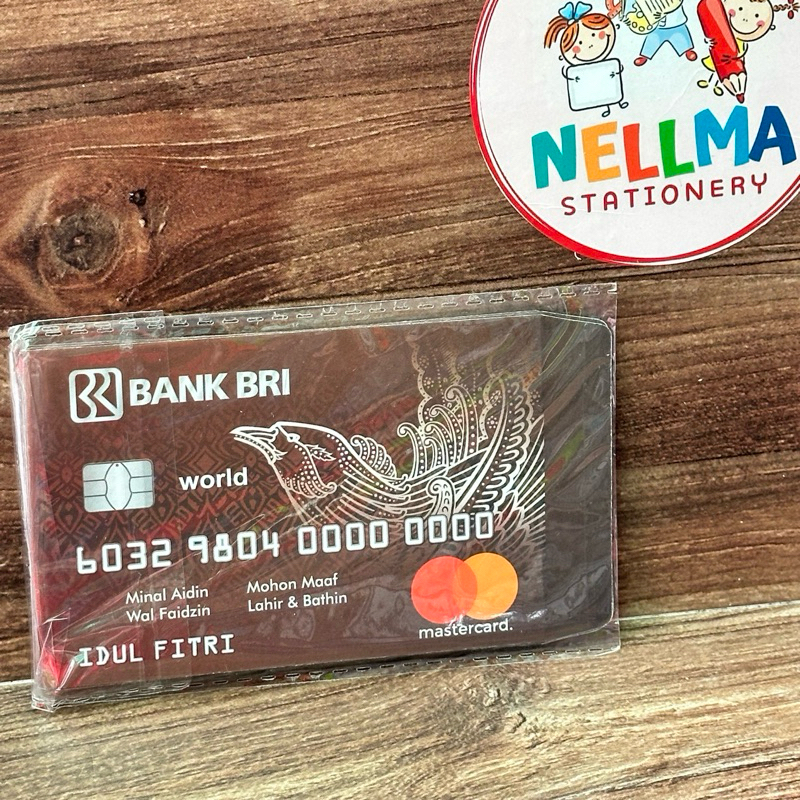 NELLMA
STATIONERY
BANK BRI
world
6032 9804 0000 0000
Minal Aidin
Wal Faidzin
Mohon Maaf
Lahir & Bathin
mastercard.
IDUL FITRI